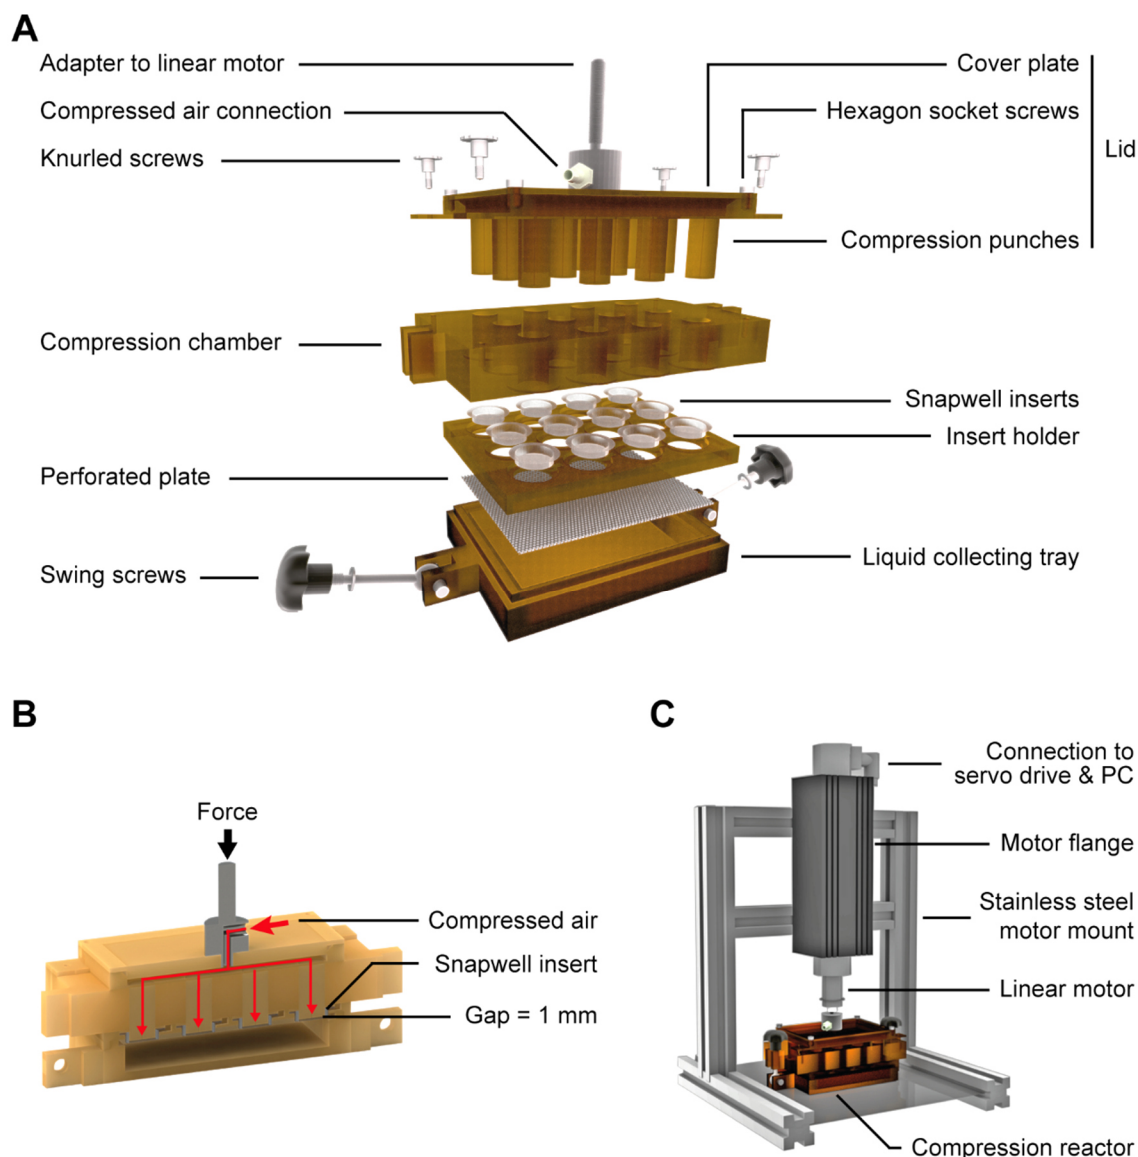 A
Adapter to linear motor
Compressed air connection
Knurled screws
Cover plate
Hexagon socket screws
Lid
Compression punches
Compression chamber
Snapwell inserts
Insert holder
Perforated plate
Swing screws
Liquid collecting tray
B
Force
Compressed air
Snapwell insert
Gap = 1 mm
C
Connection to
servo drive & PC
Motor flange
Stainless steel
motor mount
Linear motor
Compression reactor